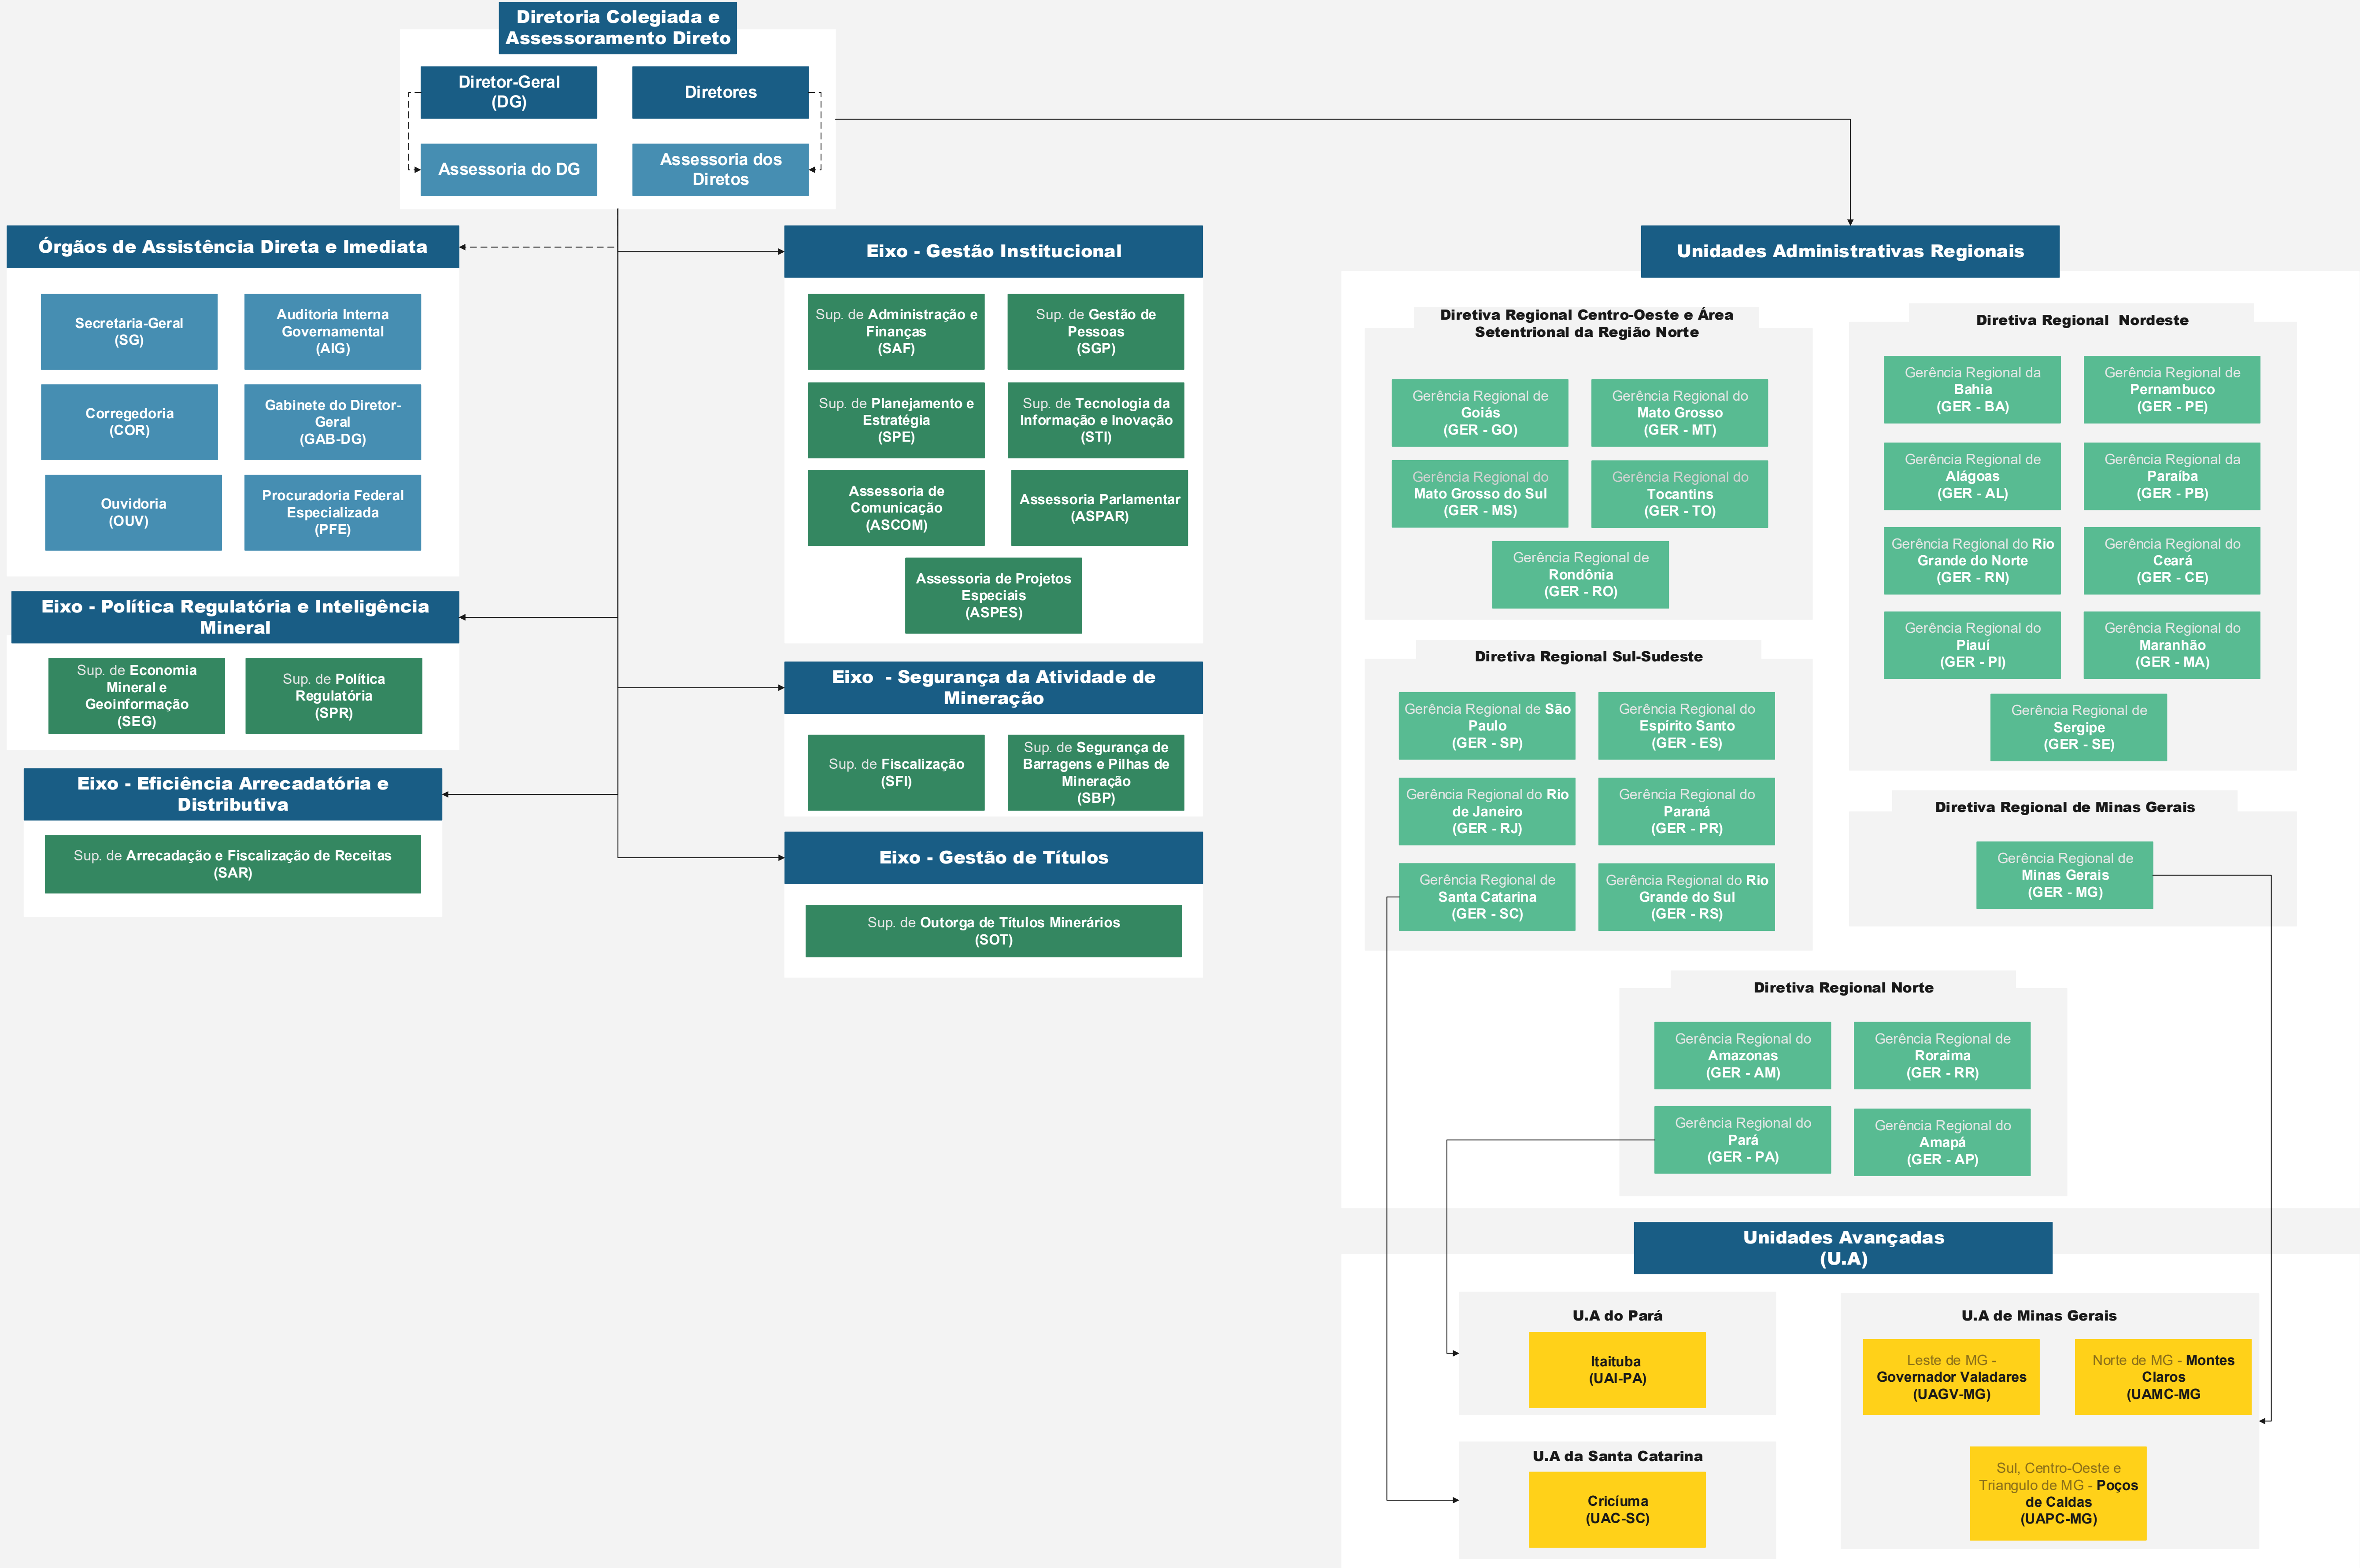 Diretoria Colegiada e
Assessoramento Direto
Diretor-Geral
(DG)
Diretores
Assessoria do DG
Assessoria dos
Diretos
Órgãos de Assistência Direta e Imediata
Secretaria-Geral
(SG)
Auditoria Interna
Governamental
(AIG)
Corregedoria
(COR)
Gabinete do Diretor-
Geral
(GAB-DG)
Ouvidoria
(OUV)
Procuradoria Federal
Especializada
(PFE)
Eixo - Política Regulatória e Inteligência
Mineral
Sup. de Economia
Mineral e
Geoinformação
(SEG)
Sup. de Política
Regulatória
(SPR)
Eixo - Eficiência Arrecadatória e
Distributiva
Sup. de Arrecadação e Fiscalização de Receitas
(SAR)
Eixo - Gestão Institucional
Sup. de Administração e
Finanças
(SAF)
Sup. de Gestão de
Pessoas
(SGP)
Sup. de Planejamento e
Estratégia
(SPE)
Sup. de Tecnologia da
Informação e Inovação
(STI)
Assessoria de
Comunicação
(ASCOM)
Assessoria Parlamentar
(ASPAR)
Assessoria de Projetos
Especiais
(ASPES)
Eixo - Segurança da Atividade de
Mineração
Sup. de Fiscalização
(SFI)
Sup. de Segurança de
Barragens e Pilhas de
Mineração
(SBP)
Eixo - Gestão de Títulos
Sup. de Outorga de Títulos Minerários
(SOT)
Unidades Administrativas Regionais
Diretiva Regional Centro-Oeste e Área
Setentrional da Região Norte
Gerência Regional de
Goiás
(GER - GO)
Gerência Regional do
Mato Grosso
(GER - MT)
Gerência Regional do
Mato Grosso do Sul
(GER - MS)
Gerência Regional do
Tocantins
(GER - TO)
Gerência Regional de
Rondônia
(GER - RO)
Diretiva Regional Nordeste
Gerência Regional da
Bahia
(GER - BA)
Gerência Regional de
Pernambuco
(GER - PE)
Gerência Regional de
Alágoas
(GER - AL)
Gerência Regional da
Paraíba
(GER - PB)
Gerência Regional do Rio
Grande do Norte
(GER - RN)
Gerência Regional do
Ceará
(GER - CE)
Gerência Regional do
Piauí
(GER - PI)
Gerência Regional do
Maranhão
(GER - MA)
Gerência Regional de
Sergipe
(GER - SE)
Diretiva Regional Sul-Sudeste
Gerência Regional de São
Paulo
(GER - SP)
Gerência Regional do
Espírito Santo
(GER - ES)
Gerência Regional do Rio
de Janeiro
(GER - RJ)
Gerência Regional do
Paraná
(GER - PR)
Gerência Regional de
Santa Catarina
(GER - SC)
Gerência Regional do Rio
Grande do Sul
(GER - RS)
Diretiva Regional de Minas Gerais
Gerência Regional de
Minas Gerais
(GER - MG)
Diretiva Regional Norte
Gerência Regional do
Amazonas
(GER - AM)
Gerência Regional de
Roraima
(GER - RR)
Gerência Regional do
Pará
(GER - PA)
Gerência Regional do
Amapá
(GER - AP)
Unidades Avançadas
(U.A)
U.A do Pará
Itaituba
(UAI-PA)
U.A da Santa Catarina
Cricíuma
(UAC-SC)
U.A de Minas Gerais
Leste de MG -
Governador Valadares
(UAGV-MG)
Norte de MG - Montes
Claros
(UAMC-MG
Sul, Centro-Oeste e
Triangulo de MG - Poços
de Caldas
(UAPC-MG)